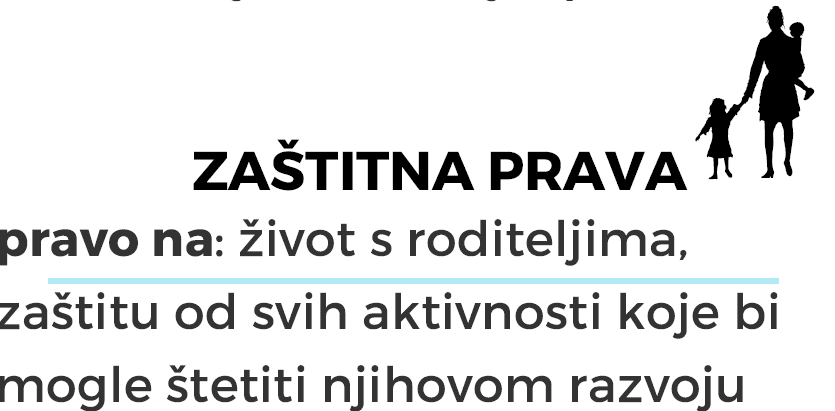 ZAŠTITNA PRAVA
pravo na: život s roditeljima,
zaštitu od svih aktivnosti koje bi
mogle štetiti njihovom razvoju